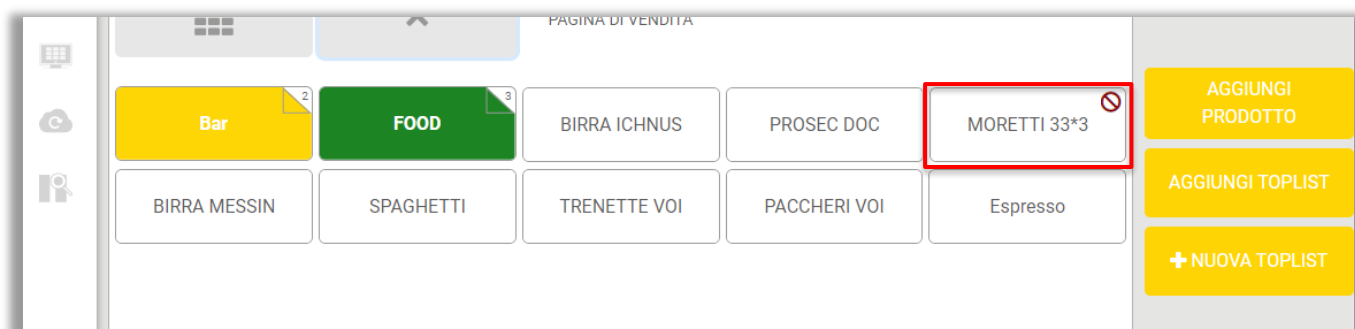 PAGINA DI VENDITA
Bar 2
FOOD 3
BIRRA ICHNUS
PROSEC DOC
MORETTI 33*3
BIRRA MESSIN
SPAGHETTI
TRENETTE VOI
PACCHERI VOI
Espresso
AGGIUNGI
PRODOTTO
AGGIUNGI TOPLIST
NUOVA TOPLIST